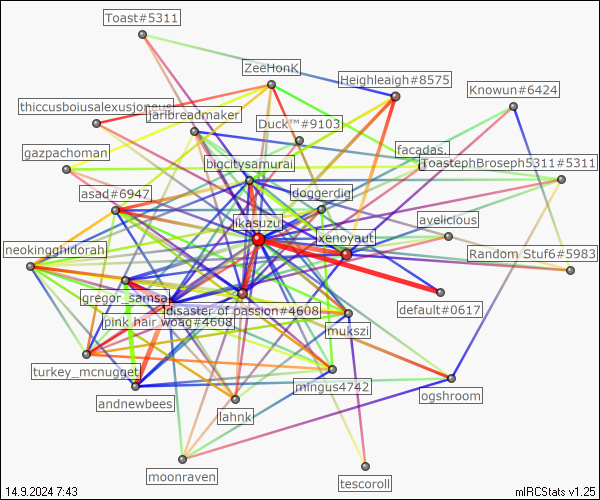 Toast#5311
ZeeHonK
Heighleaigh#8575
Knowun#6424
thiccusboiusalexusjoneus
jaribreadmaker
Duck™#9103
facadas.
gazpachoman
bigcitysamurai
ToastephBroseph5311#5311
asad#6947
doggerdig
ikasuzu
avelicious
xenoyaut
neokingghidorah
Random Stuf6#5983
gregor_samsa
disaster of passion#4608
default#0617
pink hair woag#4608
mukszi
turkey_mcnugget
mingus4742
andnewbees
ogshroom
lahnk
moonraven
tescoroll
14.9.2024 7:43
mIRCStats v1.25